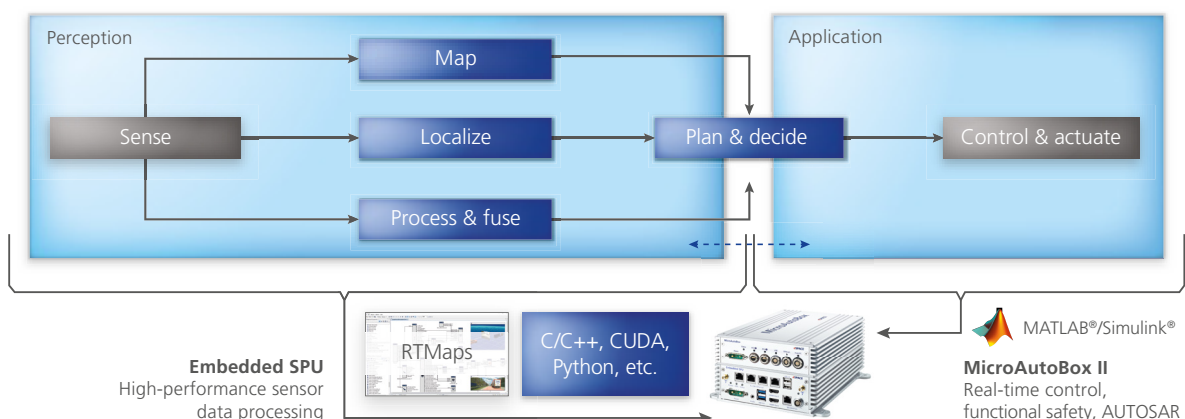 Perception
Application
Map
Sense
Localize
Plan & decide
Control & actuate
Process & fuse
RTMaps
C/C++, CUDA,
Python, etc.
MicroAutoBox
MATLAB®/Simulink®
Embedded SPU
High-performance sensor
data processing
MicroAutoBox II
Real-time control,
functional safety, AUTOSAR